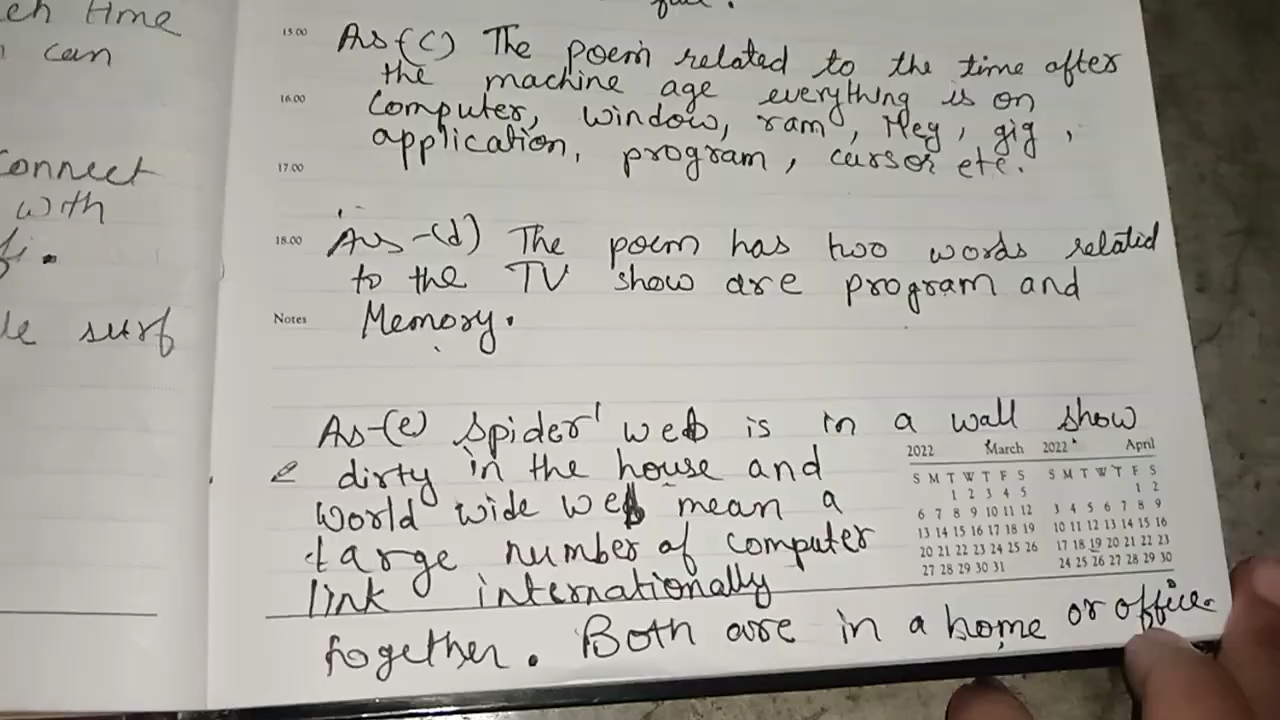 ch time
can
connect
with
fi.
le surf
15.00
Ans-(c) The poem related to the time after
the machine age everything is on
16.00
computer, window, ram, Meg, gig,
application, program, cursor etc.
17.00
18.00
Ans-(d) The poem has two words related
to the TV show are program and
Notes
Memory.
As-(e) Spider' web is in a wall show
dirty in the house and
world wide web mean a
large number of computer
link internationally
together. Both are in a home or office.
2022 March
S M T W T F S
1 2 3 4 5
6 7 8 9 10 11 12
13 14 15 16 17 18 19
20 21 22 23 24 25 26
27 28 29 30 31
2022 April
S M T W T F S
1 2
3 4 5 6 7 8 9
10 11 12 13 14 15 16
17 18 19 20 21 22 23
24 25 26 27 28 29 30